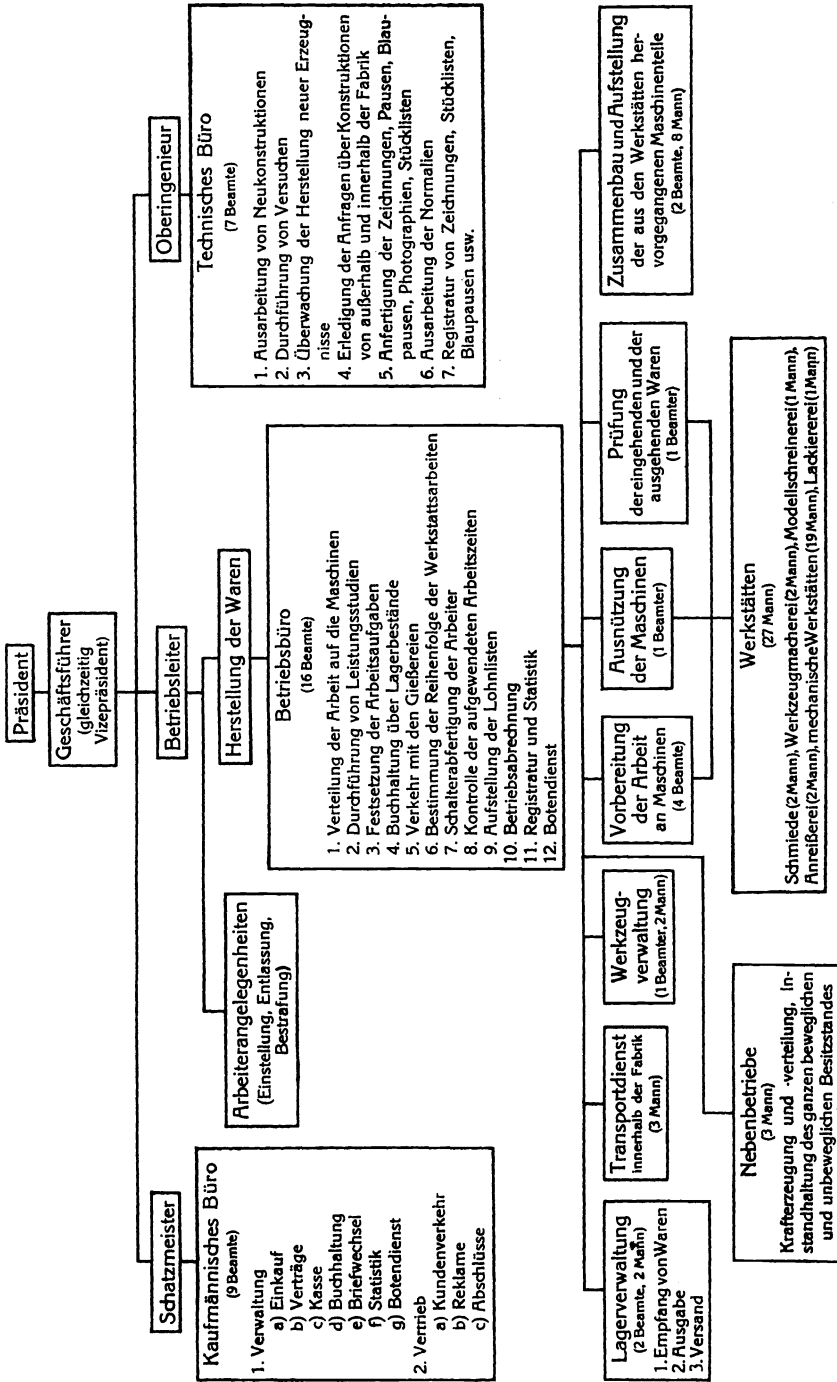 Präsident
Geschäftsführer
(gleichzeitig
Vizepräsident)
Schatzmeister
Kaufmännisches Büro
(9 Beamte)
1. Verwaltung
a) Einkauf
b) Verträge
c) Kasse
d) Buchhaltung
e) Briefwechsel
f) Statistik
g) Botendienst
2. Vertrieb
a) Kundenverkehr
b) Reklame
c) Abschlüsse
Betriebsleiter
Arbeiterangelegenheiten
(Einstellung, Entlassung,
Bestrafung)
Herstellung der Waren
Betriebsbüro
(16 Beamte)
1. Verteilung der Arbeit auf die Maschinen
2. Durchführung von Leistungsstudien
3. Festsetzung der Arbeitsaufgaben
4. Buchhaltung über Lagerbestände
5. Verkehr mit den Gießereien
6. Bestimmung der Reihenfolge der Werkstattsarbeiten
7. Schalterabfertigung der Arbeiter
8. Kontrolle der aufgewendeten Arbeitszeiten
9. Aufstellung der Lohnlisten
10. Betriebsabrechnung
11. Registratur und Statistik
12. Botendienst
Oberingenieur
Technisches Büro
(7 Beamte)
1. Ausarbeitung von Neukonstruktionen
2. Durchführung von Versuchen
3. Überwachung der Herstellung neuer Erzeug-
nisse
4. Erledigung der Anfragen über Konstruktionen
von außerhalb und innerhalb der Fabrik
5. Anfertigung der Zeichnungen, Pausen, Blau-
pausen, Photographien, Stücklisten
6. Ausarbeitung der Normalien
7. Registratur von Zeichnungen, Stücklisten,
Blaupausen usw.
Lagerverwaltung
(2 Beamte, 2 Mann)
1. Empfang von Waren
2. Ausgabe
3. Versand
Transportdienst
innerhalb der Fabrik
(3 Mann)
Werkzeug-
verwaltung
(1 Beamter, 2 Mann)
Vorbereitung
der Arbeit
an Maschinen
(4 Beamte)
Ausnützung
der Maschinen
(1 Beamter)
Prüfung
der eingehenden und der
ausgehenden Waren
(1 Beamter)
Zusammenbau und Aufstellung
der aus den Werkstätten her-
vorgegangenen Maschinenteile
(2 Beamte, 8 Mann)
Nebenbetriebe
(3 Mann)
Krafterzeugung und -verteilung, In-
standhaltung des ganzen beweglichen
und unbeweglichen Besitzstandes
Werkstätten
(27 Mann)
Schmiede (2 Mann), Werkzeugmacherei (2 Mann), Modellschreinerei (1 Mann),
Anreißerei (2 Mann), mechanische Werkstätten (19 Mann), Lackiererei (1 Mann)